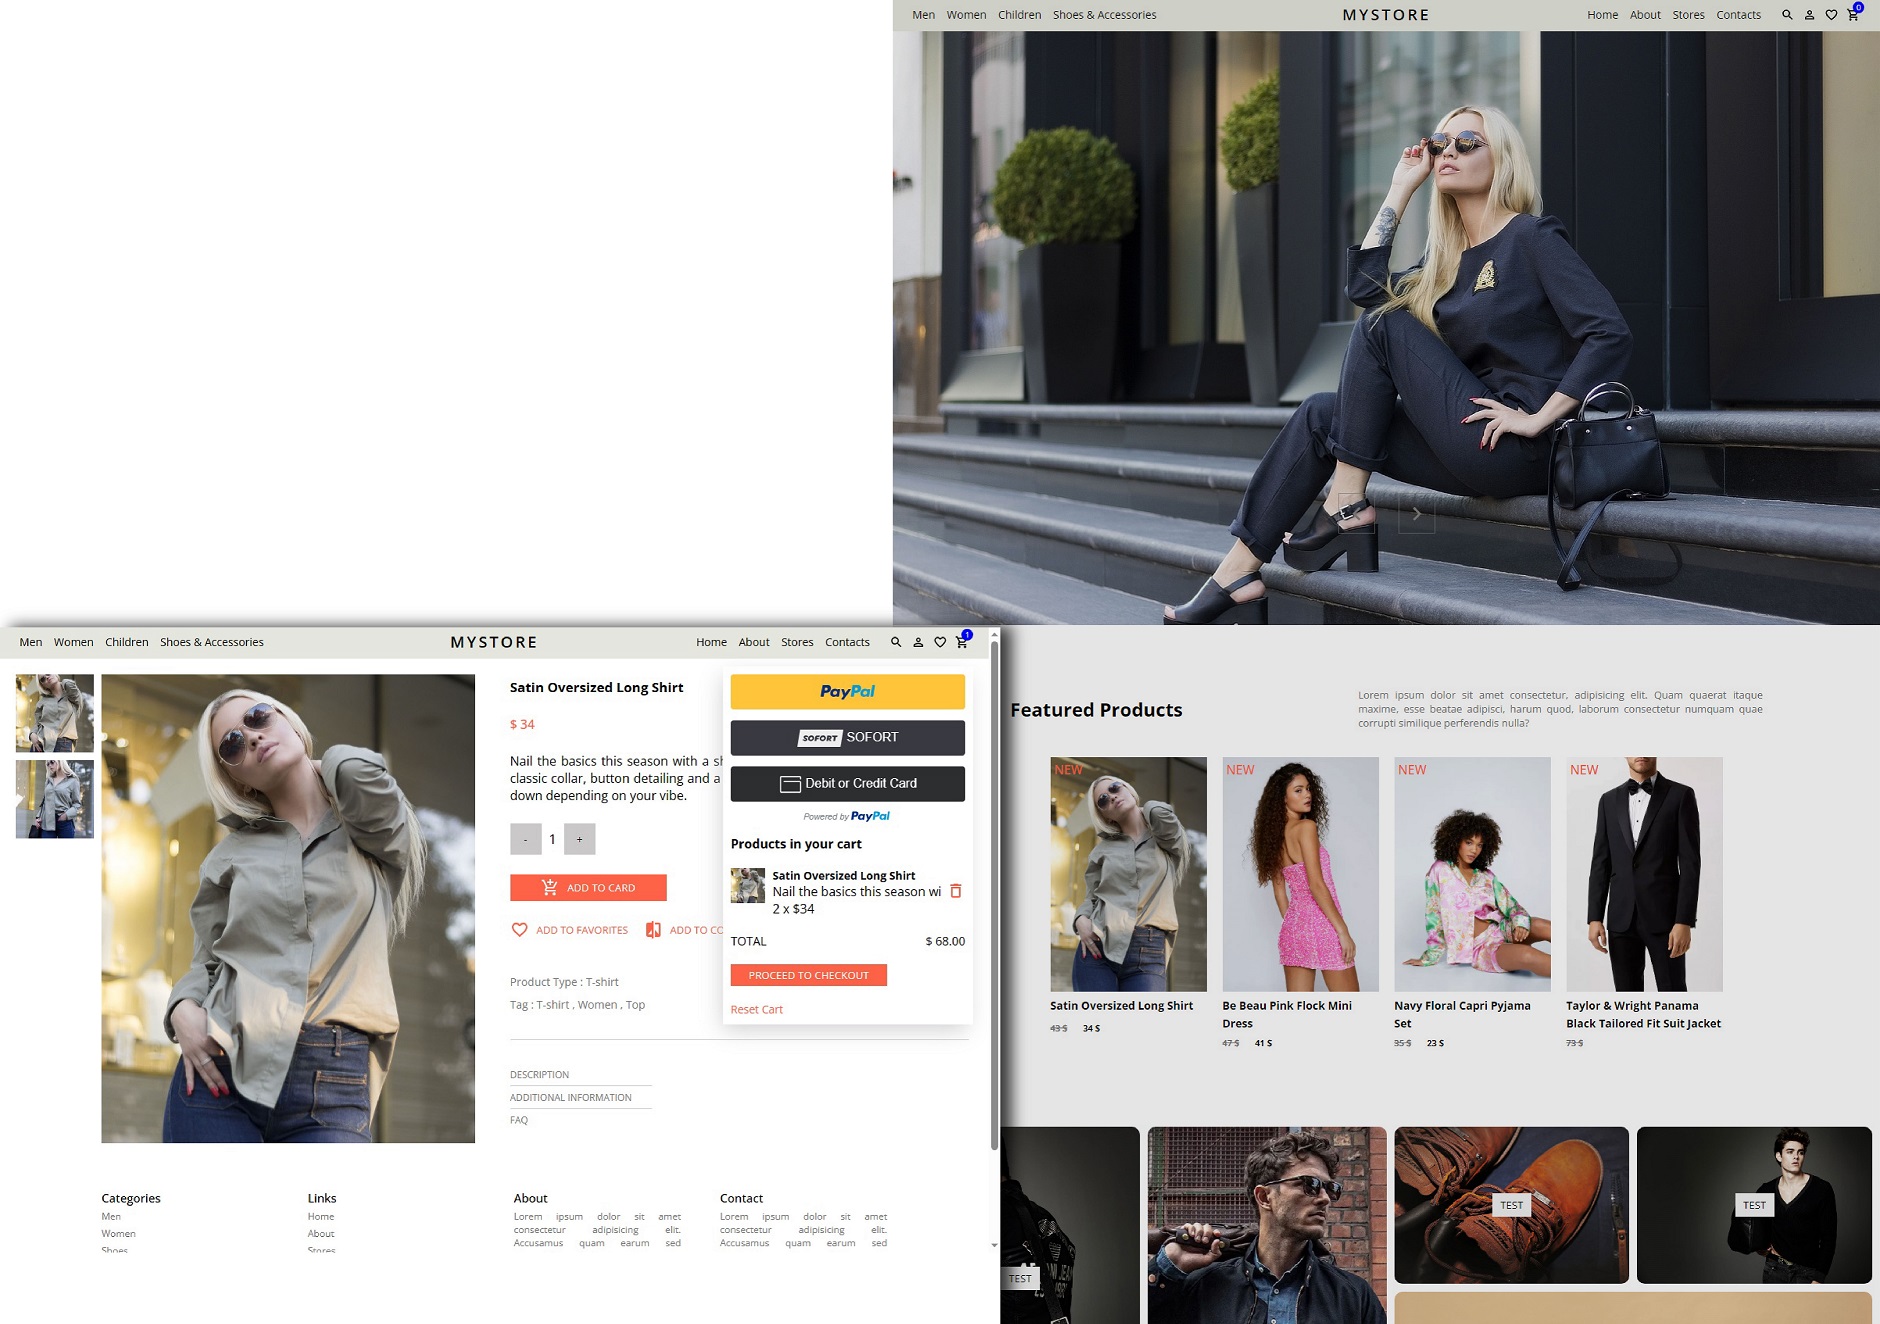 Men Women Children Shoes & Accessories MYSTORE Home About Stores Contacts 0
Men Women Children Shoes & Accessories MYSTORE Home About Stores Contacts 1
Satin Oversized Long Shirt
$ 34
Nail the basics this season with a sh
classic collar, button detailing and a
down depending on your vibe.
- 1 +
ADD TO CARD
ADD TO FAVORITES ADD TO CO
Product Type : T-shirt
Tag : T-shirt , Women , Top
DESCRIPTION
ADDITIONAL INFORMATION
FAQ
PayPal
SOFORT SOFORT
Debit or Credit Card
Powered by PayPal
Products in your cart
Satin Oversized Long Shirt
Nail the basics this season wi
2 x $34
TOTAL $ 68.00
PROCEED TO CHECKOUT
Reset Cart
Categories
Men
Women
Shoes
Links
Home
About
Stores
About
Lorem ipsum dolor sit amet
consectetur adipisicing elit.
Accusamus quam earum sed
Contact
Lorem ipsum dolor sit amet
consectetur adipisicing elit.
Accusamus quam earum sed
Featured Products
Lorem ipsum dolor sit amet consectetur, adipisicing elit. Quam quaerat itaque
maxime, esse beatae adipisci, harum quod, laborum consectetur numquam quae
corrupti similique perferendis nulla?
NEW
Satin Oversized Long Shirt
43 $ 34 $
NEW
Be Beau Pink Flock Mini
Dress
47 $ 41 $
NEW
Navy Floral Capri Pyjama
Set
35 $ 23 $
NEW
Taylor & Wright Panama
Black Tailored Fit Suit Jacket
73 $
TEST
TEST
TEST